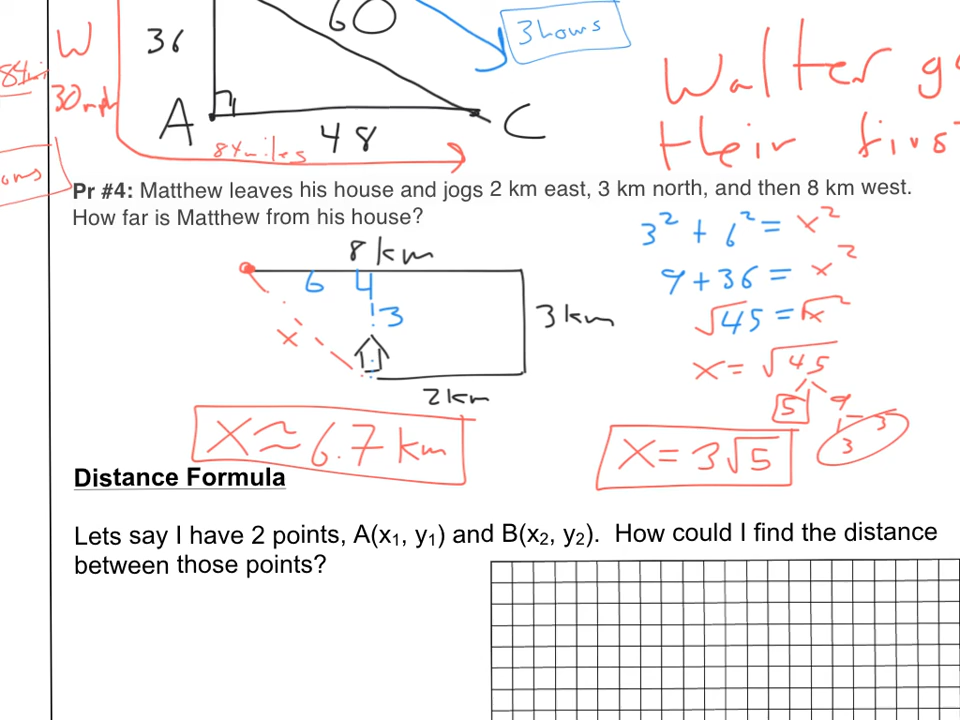 60
3 hours
W 36
30 mph
A
C
84 miles
48
Walter
their firs
Pr #4: Matthew leaves his house and jogs 2 km east, 3 km north, and then 8 km west.
How far is Matthew from his house?
3² + 6² = x²
8 km
6 4
9 + 36 = x²
3
3 km
√45 = √x²
x
x = √45
2 km
5 9
3 3
x ≈ 6.7 km
x = 3√5
Distance Formula
Lets say I have 2 points, A(x₁, y₁) and B(x₂, y₂). How could I find the distance
between those points?